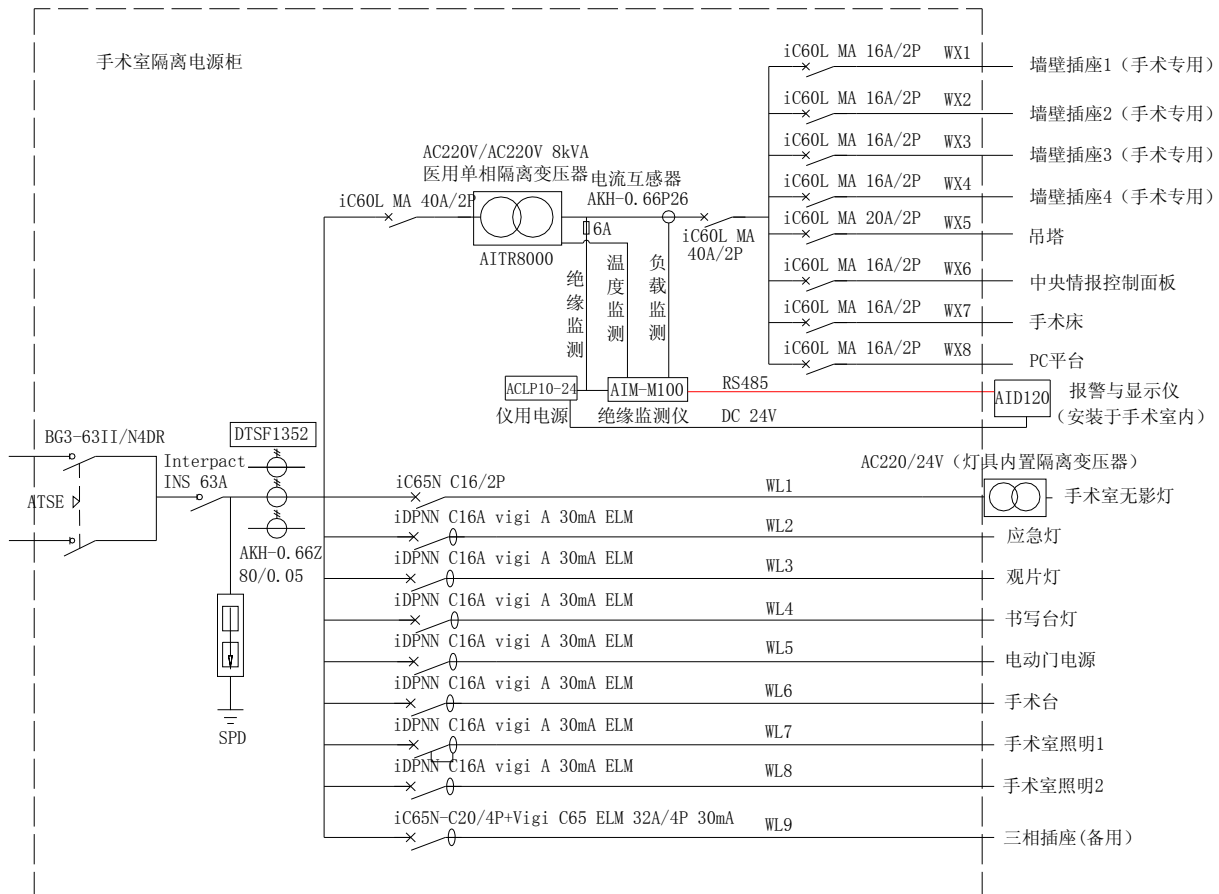 手术室隔离电源柜
AC220V/AC220V 8kVA
医用单相隔离变压器
iC60L MA 40A/2P
AITR8000
电流互感器
AKH-0.66P26
6A
iC60L MA
40A/2P
绝缘监测
温度监测
负载监测
iC60L MA 16A/2P WX1 墙壁插座1（手术专用）
iC60L MA 16A/2P WX2 墙壁插座2（手术专用）
iC60L MA 16A/2P WX3 墙壁插座3（手术专用）
iC60L MA 16A/2P WX4 墙壁插座4（手术专用）
iC60L MA 20A/2P WX5 吊塔
iC60L MA 16A/2P WX6 中央情报控制面板
iC60L MA 16A/2P WX7 手术床
iC60L MA 16A/2P WX8 PC平台
ACLP10-24
仪用电源
AIM-M100
绝缘监测仪
RS485
DC 24V
AID120
报警与显示仪
（安装于手术室内）
BG3-63II/N4DR
ATSE
Interpact
INS 63A
DTSF1352
AKH-0.66Z
80/0.05
SPD
AC220/24V（灯具内置隔离变压器）
iC65N C16/2P WL1 手术室无影灯
iDPNN C16A vigi A 30mA ELM WL2 应急灯
iDPNN C16A vigi A 30mA ELM WL3 观片灯
iDPNN C16A vigi A 30mA ELM WL4 书写台灯
iDPNN C16A vigi A 30mA ELM WL5 电动门电源
iDPNN C16A vigi A 30mA ELM WL6 手术台
iDPNN C16A vigi A 30mA ELM WL7 手术室照明1
iDPNN C16A vigi A 30mA ELM WL8 手术室照明2
iC65N-C20/4P+Vigi C65 ELM 32A/4P 30mA WL9 三相插座(备用）